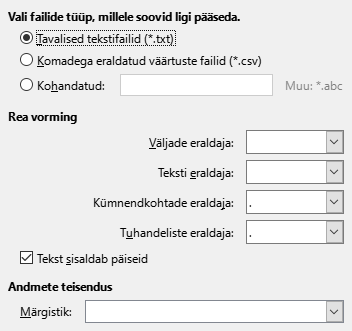 Vali failide tüüp, millele soovid ligi pääseda.
Tavalised tekstifailid (*.txt)
Komadega eraldatud väärtuste failid (*.csv)
Kohandatud: Muu: *.abc
Rea vorming
Väljade eraldaja:
Teksti eraldaja:
Kümnendkohtade eraldaja: .
Tuhandeliste eraldaja: .
Tekst sisaldab päiseid
Andmete teisendus
Märgistik: